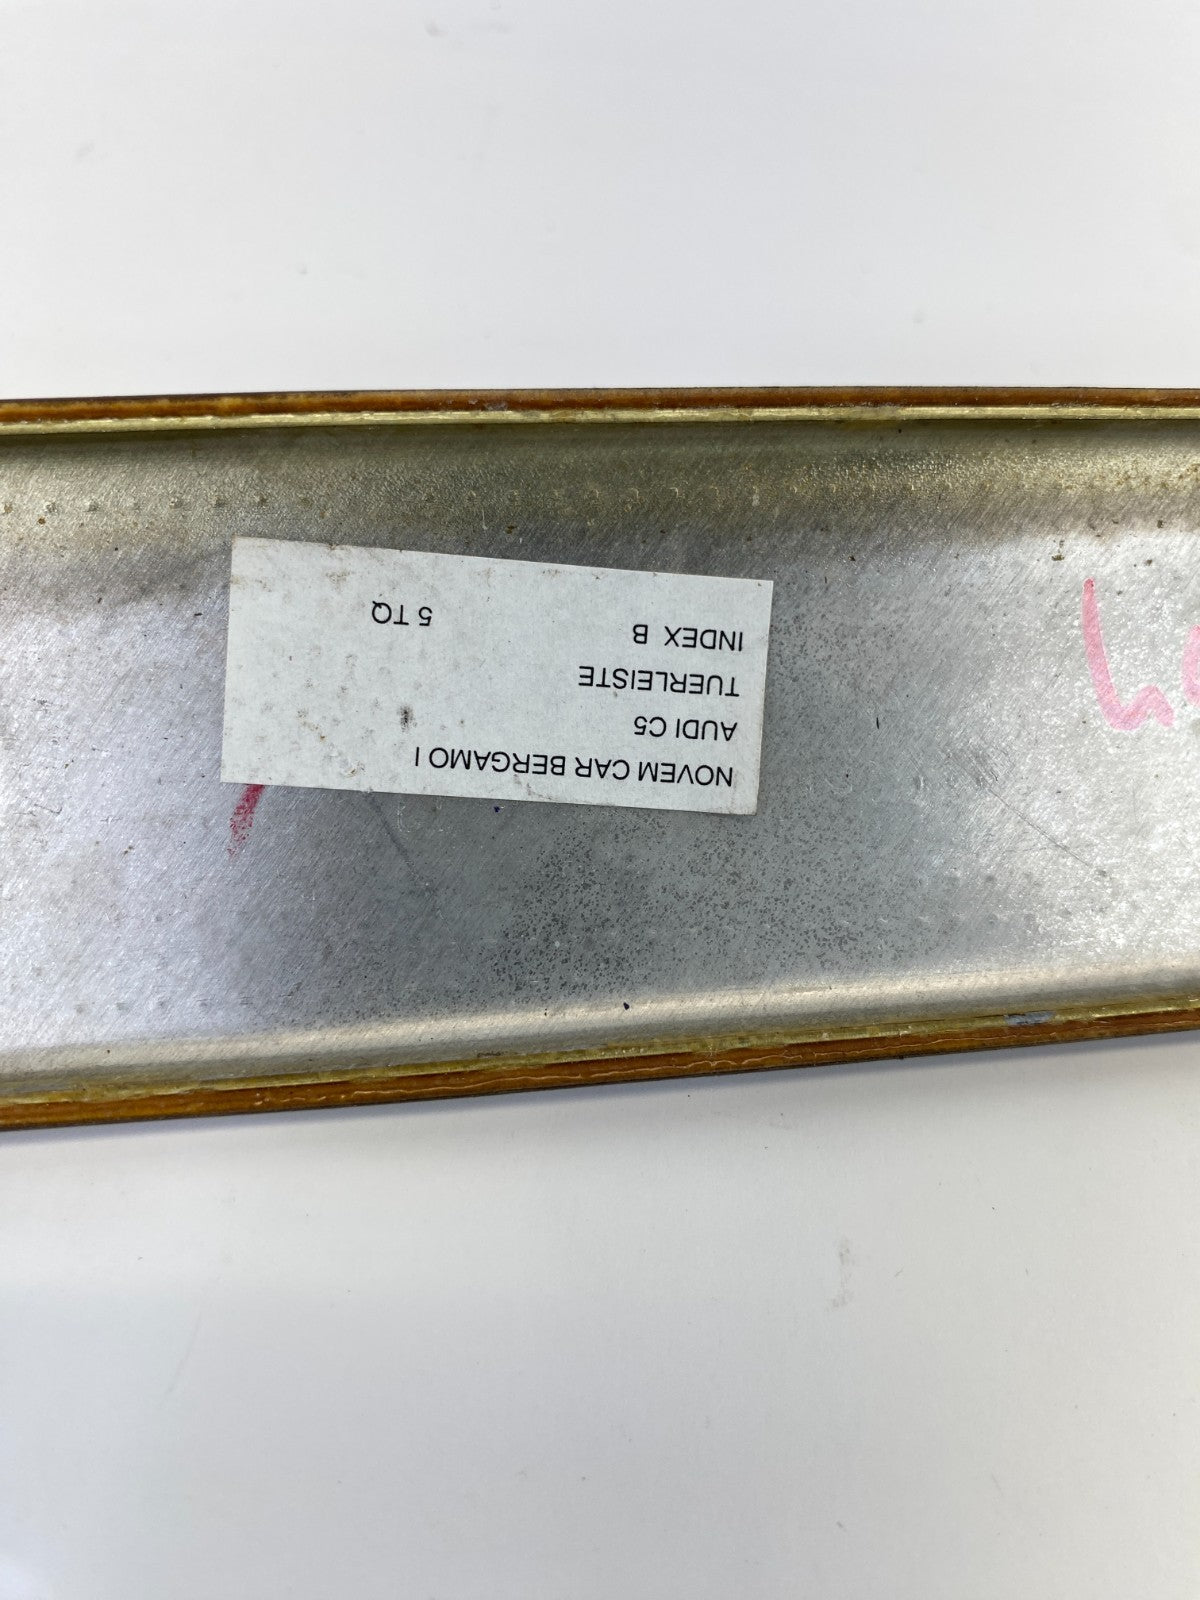 NOVEM CAR BERGAMO I
AUDI C5
TUERLEISTE
INDEX B 5 TQ